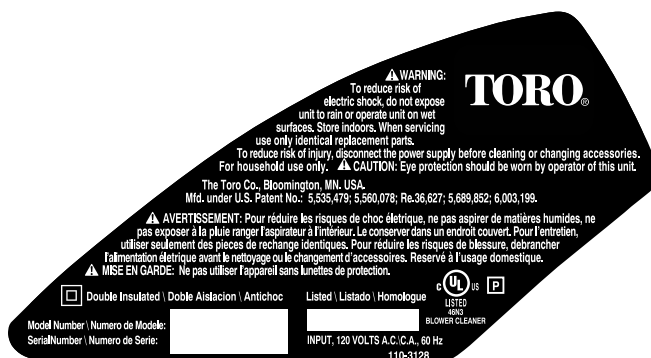 ⚠ WARNING:
TORO®
To reduce risk of
electric shock, do not expose
unit to rain or operate unit on wet
surfaces. Store indoors. When servicing
use only identical replacement parts.
To reduce risk of injury, disconnect the power supply before cleaning or changing accessories.
For household use only. ⚠ CAUTION: Eye protection should be worn by operator of this unit.
The Toro Co., Bloomington, MN. USA.
Mfd. under U.S. Patent No.: 5,535,479; 5,560,078; Re.36,627; 5,689,852; 6,003,199.
⚠ AVERTISSEMENT: Pour réduire les risques de choc életrique, ne pas aspirer de matières humides, ne
pas exposer à la pluie ranger l'aspirateur à l'intérieur. Le conserver dans un endroit couvert. Pour l'entretien,
utiliser seulement des pieces de rechange identiques. Pour réduire les risques de blessure, debrancher
l'alimentation életrique avant le nettoyage ou le changement d'accessoires. Reservé à l'usage domestique.
⚠ MISE EN GARDE: Ne pas utiliser l'appareil sans lunettes de protection.
Double Insulated \ Doble Aislacion \ Antichoc
Listed \ Listado \ Homologue
C UL US P
LISTED
46N3
BLOWER CLEANER
Model Number \ Numero de Modele:
SerialNumber \ Numero de Serie:
INPUT, 120 VOLTS A.C./C.A., 60 Hz
110-3128